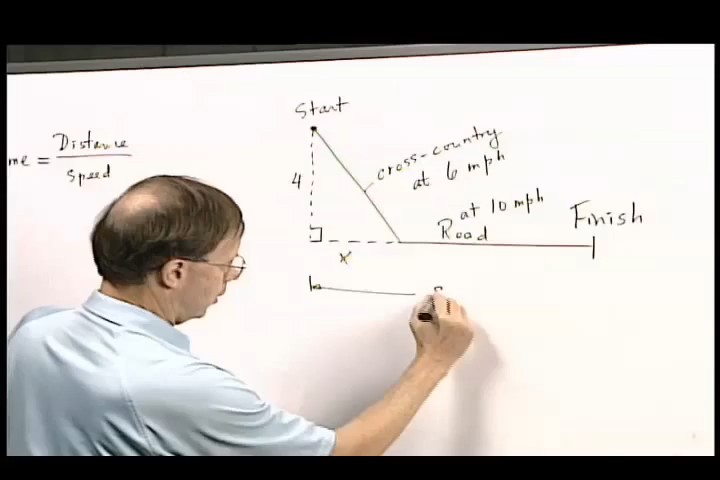 Start
me = Distance
speed
4
cross-country
at 6 mph
at 10 mph
Road
Finish
x